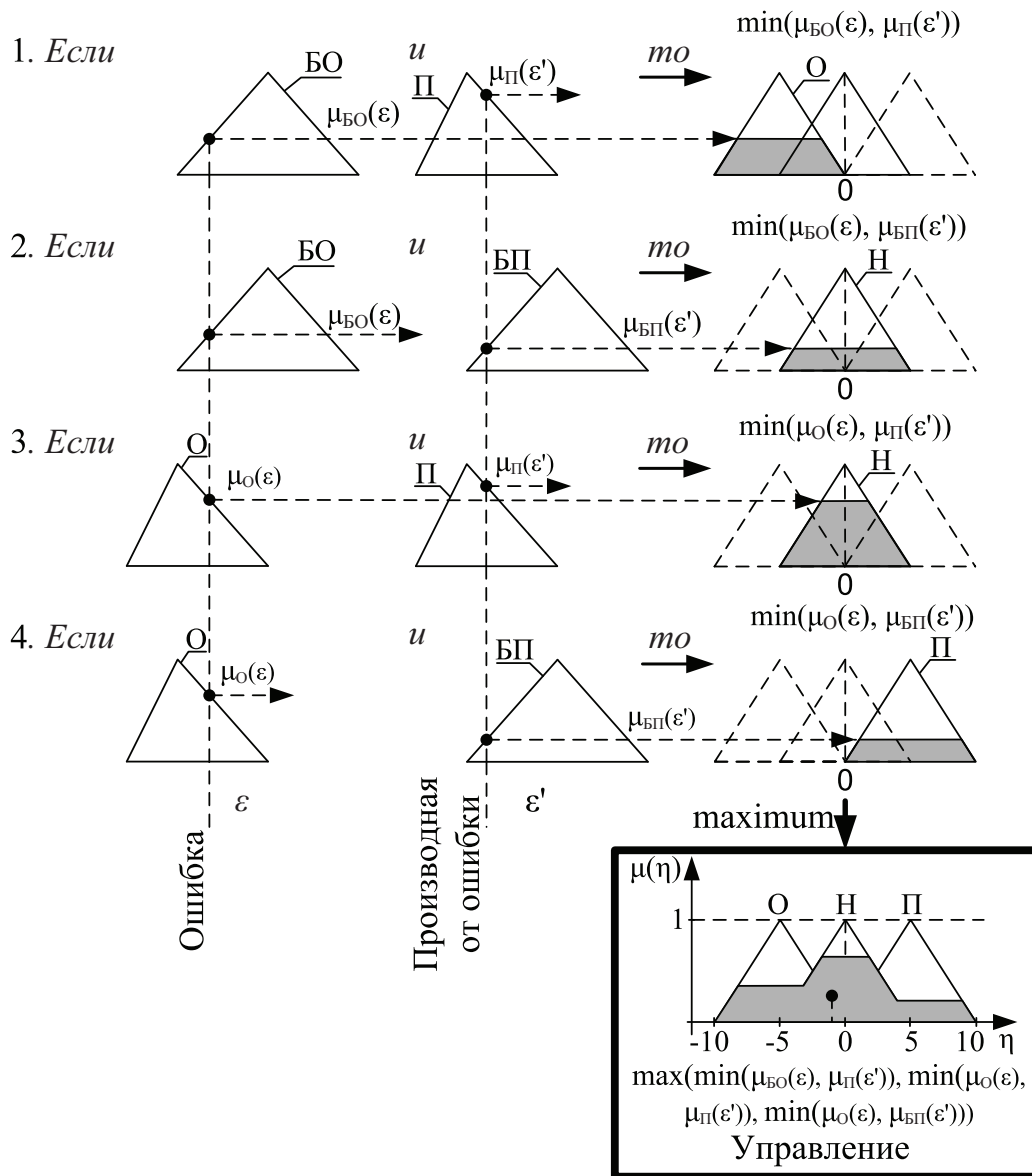 min(μБО(ε), μП(ε'))
1. Если
и
то
БО
П
μП(ε')
О
μБО(ε)
0
min(μБО(ε), μБП(ε'))
2. Если
и
то
БО
БП
Н
μБО(ε)
μБП(ε')
0
min(μО(ε), μП(ε'))
3. Если
и
то
О
П
μП(ε')
Н
μО(ε)
0
min(μО(ε), μБП(ε'))
4. Если
и
то
О
БП
П
μО(ε)
μБП(ε')
0
ε
ε'
Ошибка
Производная
от ошибки
maximum
μ(η)
О Н П
1
-10 -5 0 5 10 η
max(min(μБО(ε), μП(ε')), min(μО(ε),
μП(ε')), min(μО(ε), μБП(ε')))
Управление